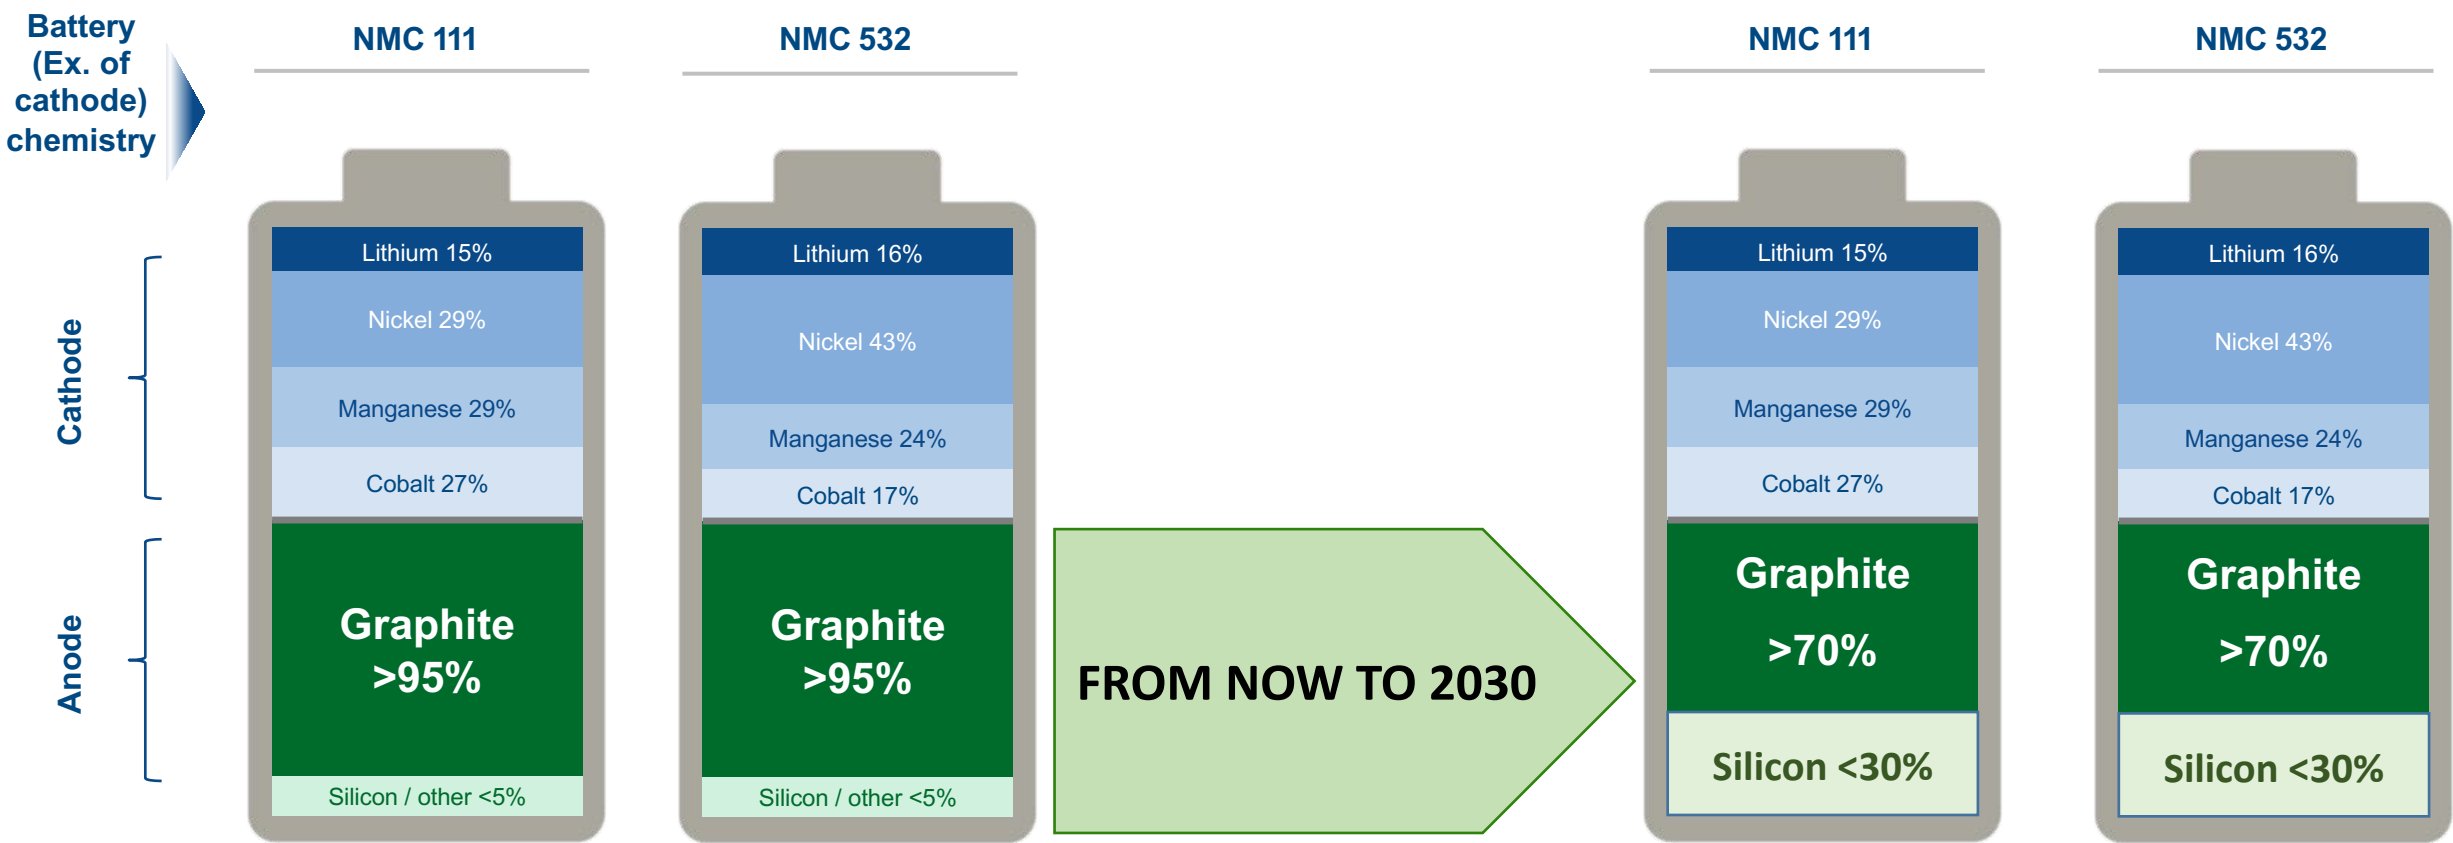 Battery
(Ex. of
cathode)
chemistry
NMC 111
NMC 532
NMC 111
NMC 532
Cathode
Anode
Lithium 15%
Nickel 29%
Manganese 29%
Cobalt 27%
Graphite
>95%
Silicon / other <5%
Lithium 16%
Nickel 43%
Manganese 24%
Cobalt 17%
Graphite
>95%
Silicon / other <5%
FROM NOW TO 2030
Lithium 15%
Nickel 29%
Manganese 29%
Cobalt 27%
Graphite
>70%
Silicon <30%
Lithium 16%
Nickel 43%
Manganese 24%
Cobalt 17%
Graphite
>70%
Silicon <30%